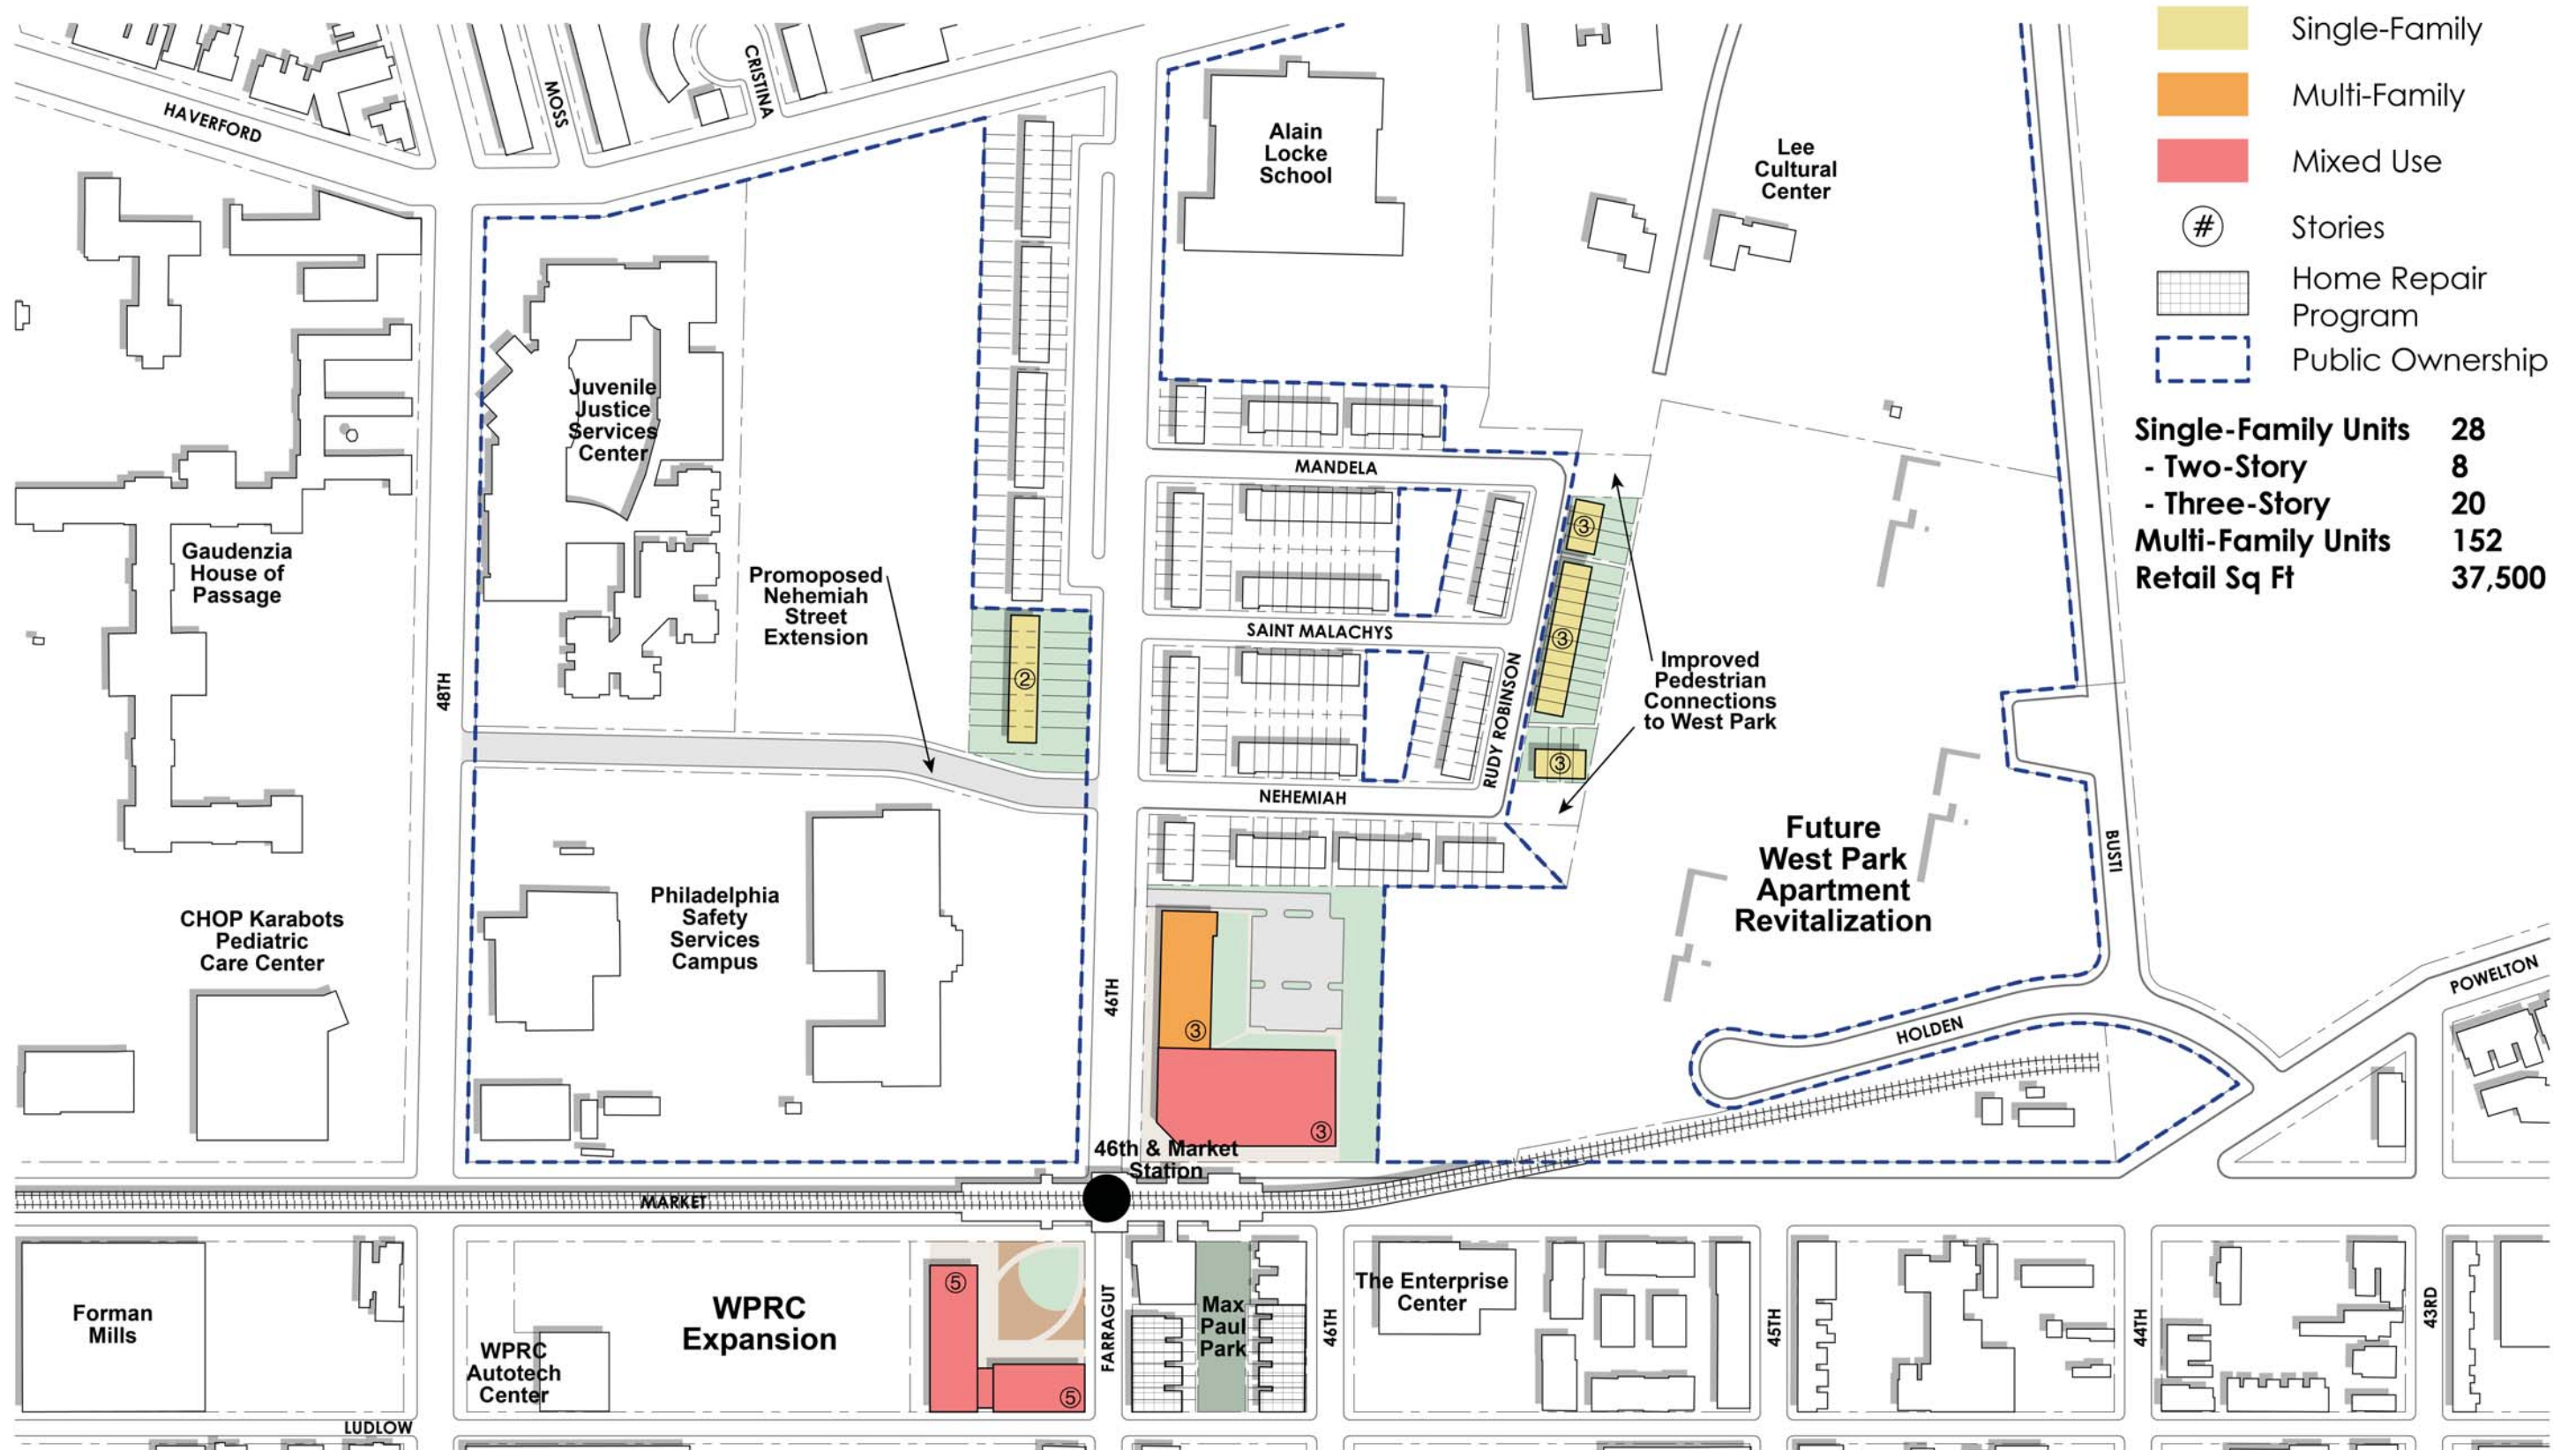 Single-Family
Multi-Family
Mixed Use
# Stories
Home Repair
Program
Public Ownership
Single-Family Units 28
- Two-Story 8
- Three-Story 20
Multi-Family Units 152
Retail Sq Ft 37,500
HAVERFORD
MOSS
CRISTINA
Alain
Locke
School
Lee
Cultural
Center
Juvenile
Justice
Services
Center
Gaudenzia
House of
Passage
Promoposed
Nehemiah
Street
Extension
48TH
MANDELA
SAINT MALACHYS
RUDY ROBINSON
NEHEMIAH
2
3
3
3
Improved
Pedestrian
Connections
to West Park
Future
West Park
Apartment
Revitalization
BUSTI
CHOP Karabots
Pediatric
Care Center
Philadelphia
Safety
Services
Campus
46TH
3
3
HOLDEN
POWELTON
46th & Market
Station
MARKET
Forman
Mills
WPRC
Autotech
Center
WPRC
Expansion
5
5
FARRAGUT
Max
Paul
Park
46TH
The Enterprise
Center
45TH
44TH
43RD
LUDLOW